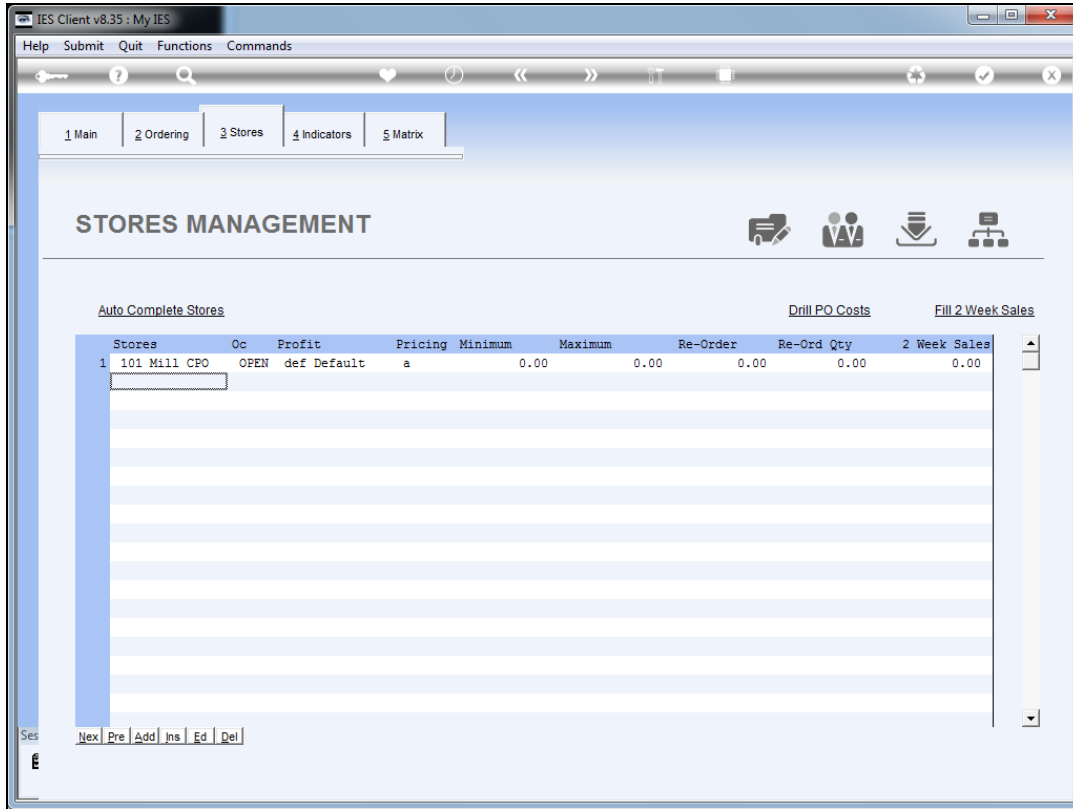 IES Client v8.35 : My IES
Help Submit Quit Functions Commands
1 Main 2 Ordering 3 Stores 4 Indicators 5 Matrix
STORES MANAGEMENT
Auto Complete Stores Drill PO Costs Fill 2 Week Sales
Stores Oc Profit Pricing Minimum Maximum Re-Order Re-Ord Qty 2 Week Sales
1 101 Mill CPO OPEN def Default a 0.00 0.00 0.00 0.00 0.00
Nex Pre Add Ins Ed Del
Ses